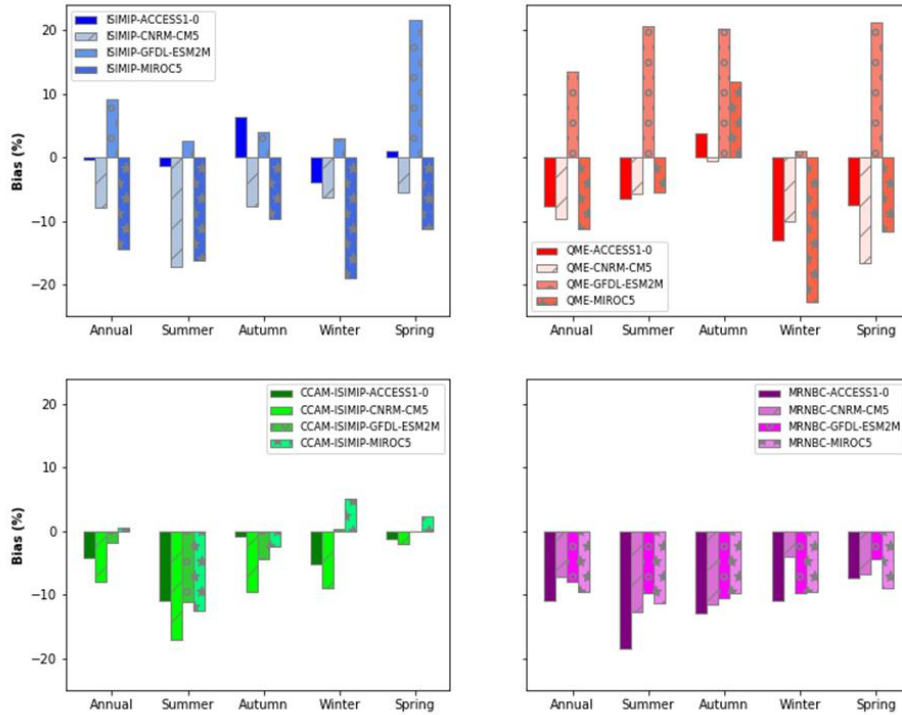 20
10
0
−10
−20
Bias (%)
ISIMIP-ACCESS1-0
ISIMIP-CNRM-CM5
ISIMIP-GFDL-ESM2M
ISIMIP-MIROC5
Annual Summer Autumn Winter Spring
QME-ACCESS1-0
QME-CNRM-CM5
QME-GFDL-ESM2M
QME-MIROC5
Annual Summer Autumn Winter Spring
20
10
0
−10
−20
Bias (%)
CCAM-ISIMIP-ACCESS1-0
CCAM-ISIMIP-CNRM-CM5
CCAM-ISIMIP-GFDL-ESM2M
CCAM-ISIMIP-MIROC5
Annual Summer Autumn Winter Spring
MRNBC-ACCESS1-0
MRNBC-CNRM-CM5
MRNBC-GFDL-ESM2M
MRNBC-MIROC5
Annual Summer Autumn Winter Spring